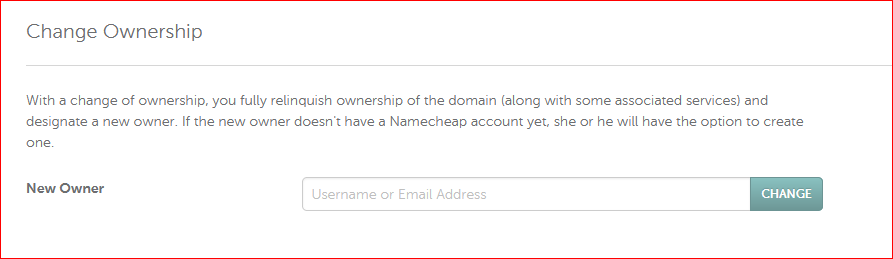 Change Ownership
With a change of ownership, you fully relinquish ownership of the domain (along with some associated services) and
designate a new owner. If the new owner doesn't have a Namecheap account yet, she or he will have the option to create
one.
New Owner
Username or Email Address
CHANGE